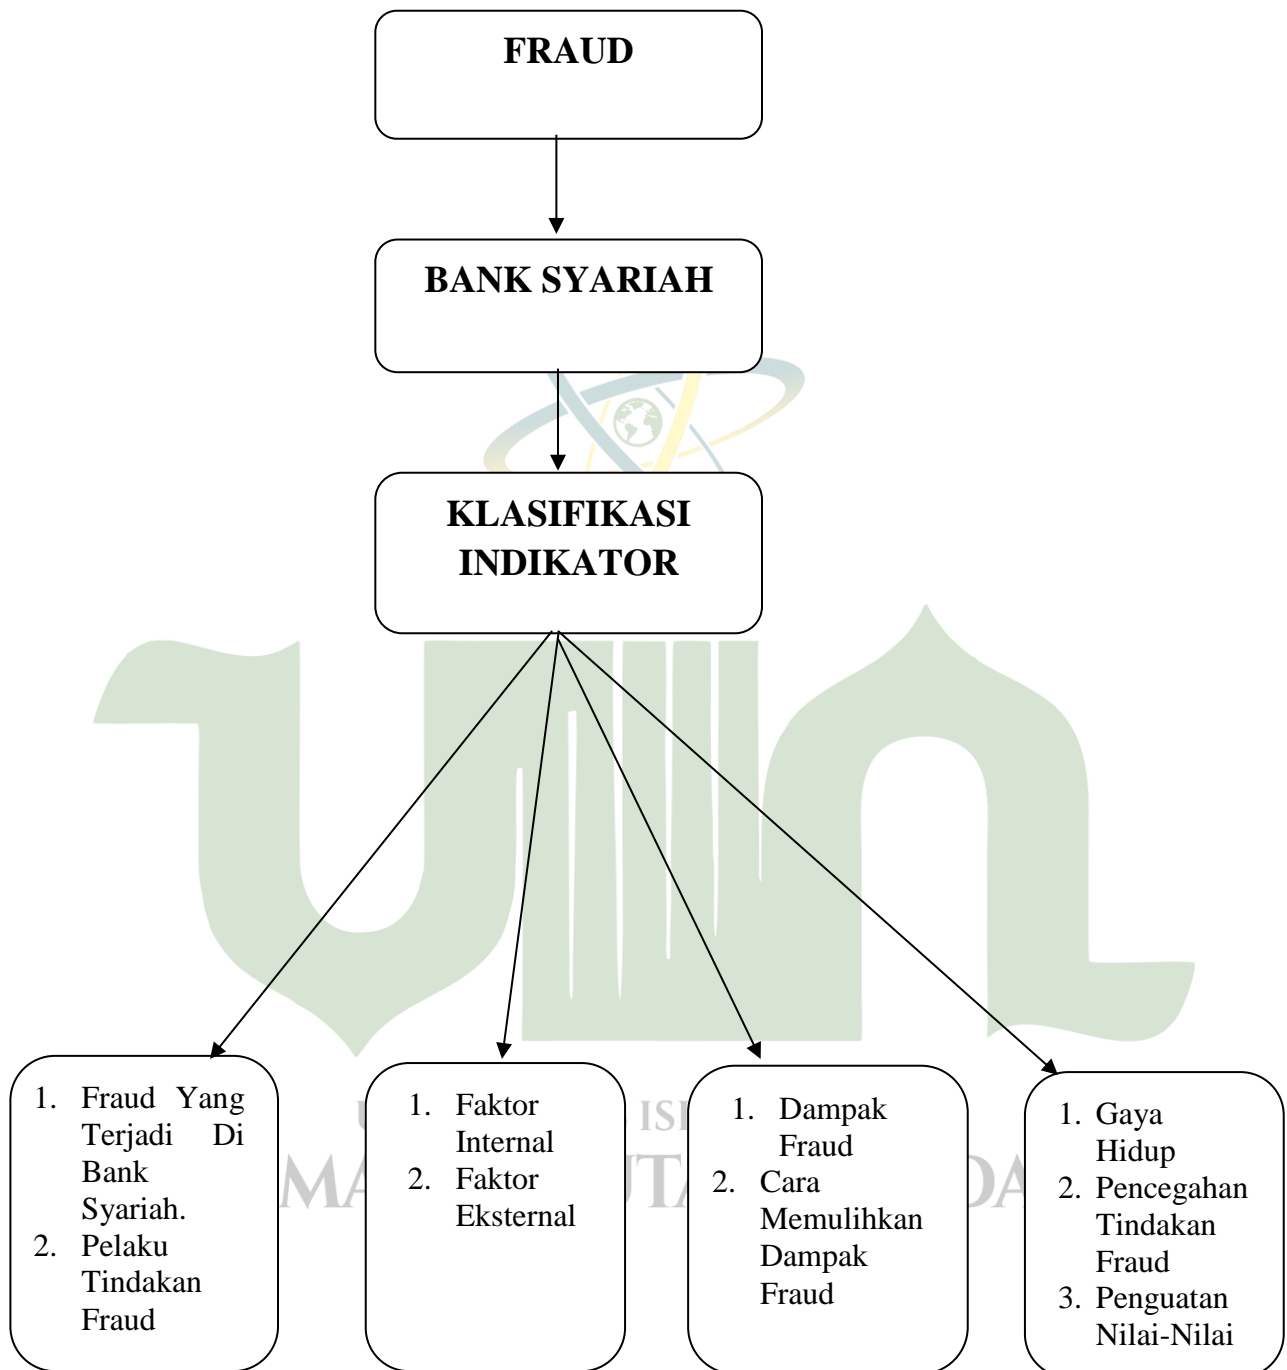 FRAUD
BANK SYARIAH
KLASIFIKASI
INDIKATOR
1. Fraud Yang
Terjadi Di
Bank
Syariah.
2. Pelaku
Tindakan
Fraud
1. Faktor
Internal
2. Faktor
Eksternal
1. Dampak
Fraud
2. Cara
Memulihkan
Dampak
Fraud
1. Gaya
Hidup
2. Pencegahan
Tindakan
Fraud
3. Penguatan
Nilai-Nilai